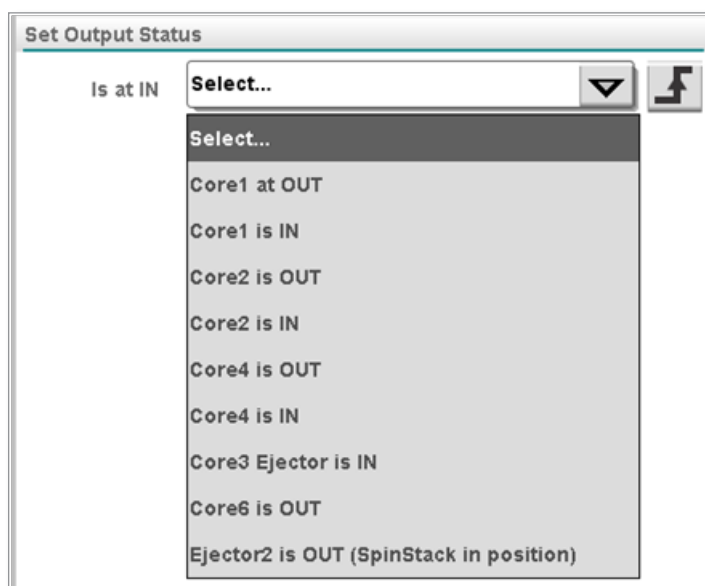 Set Output Status
Is at IN
Select...
Select...
Core1 at OUT
Core1 is IN
Core2 is OUT
Core2 is IN
Core4 is OUT
Core4 is IN
Core3 Ejector is IN
Core6 is OUT
Ejector2 is OUT (SpinStack in position)